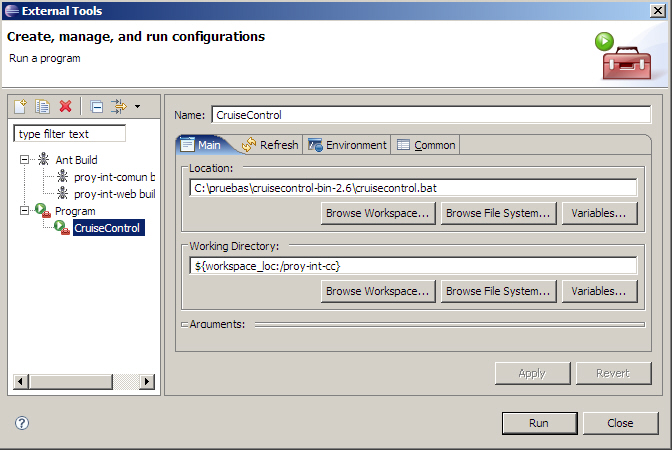 External Tools
Create, manage, and run configurations
Run a program
type filter text
Ant Build
proy-int-comun b
proy-int-web buil
Program
CruiseControl
Name: CruiseControl
Main Refresh Environment Common
Location:
C:\pruebas\cruisecontrol-bin-2.6\cruisecontrol.bat
Browse Workspace... Browse File System... Variables...
Working Directory:
${workspace_loc:/proy-int-cc}
Browse Workspace... Browse File System... Variables...
Arguments:
Apply Revert
? Run Close